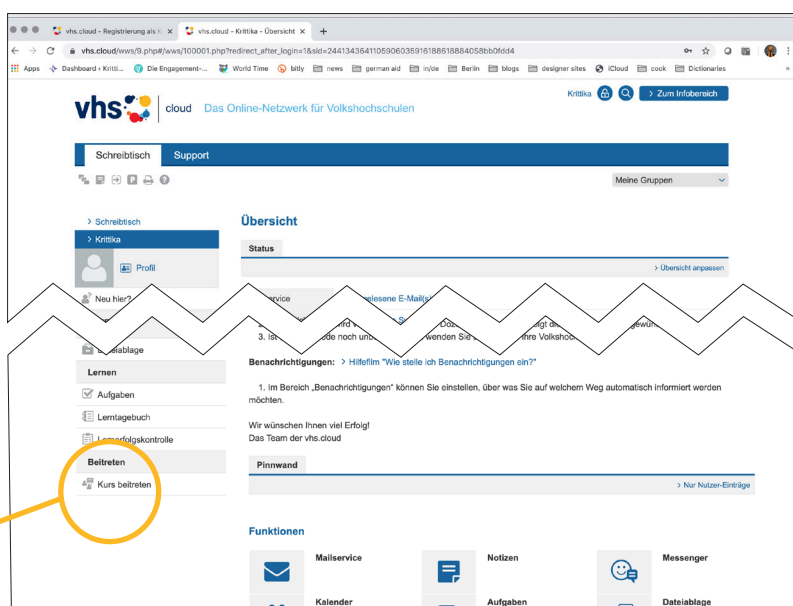 vhs.cloud - Registrierung als K
vhs.cloud - Krittika - Übersicht
vhs.cloud/wws/9.php#/wws/100001.php?redirect_after_login=1&sid=24413436411059060359161886188840S8bb0fdd4
Apps
Dashboard ‹ Kritti...
Die Engagement-...
World Time
bitly
news
german aid
in/de
Berlin
blogs
designer sites
iCloud
cook
Dictionaries
»
vhs cloud Das Online-Netzwerk für Volkshochschulen
Krittika
> Zum Infobereich
Schreibtisch Support
Meine Gruppen
> Schreibtisch
> Krittika
Profil
Neu hier?
Übersicht
Status
> Übersicht anpassen
elesene E-Mail(s
3.
wenden Sie
Dateiablage
Lernen
Aufgaben
Lerntagebuch
Lernerfolgskontrolle
Beitreten
Kurs beitreten
Benachrichtigungen: > Hilfefilm "Wie stelle ich Benachrichtigungen ein?"
1. Im Bereich „Benachrichtigungen" können Sie einstellen, über was Sie auf welchem Weg automatisch informiert werden
möchten.
Wir wünschen Ihnen viel Erfolg!
Das Team der vhs.cloud
Pinnwand
> Nur Nutzer-Einträge
Funktionen
Mailservice
Notizen
Messenger
Kalender
Aufgaben
Dateiablage